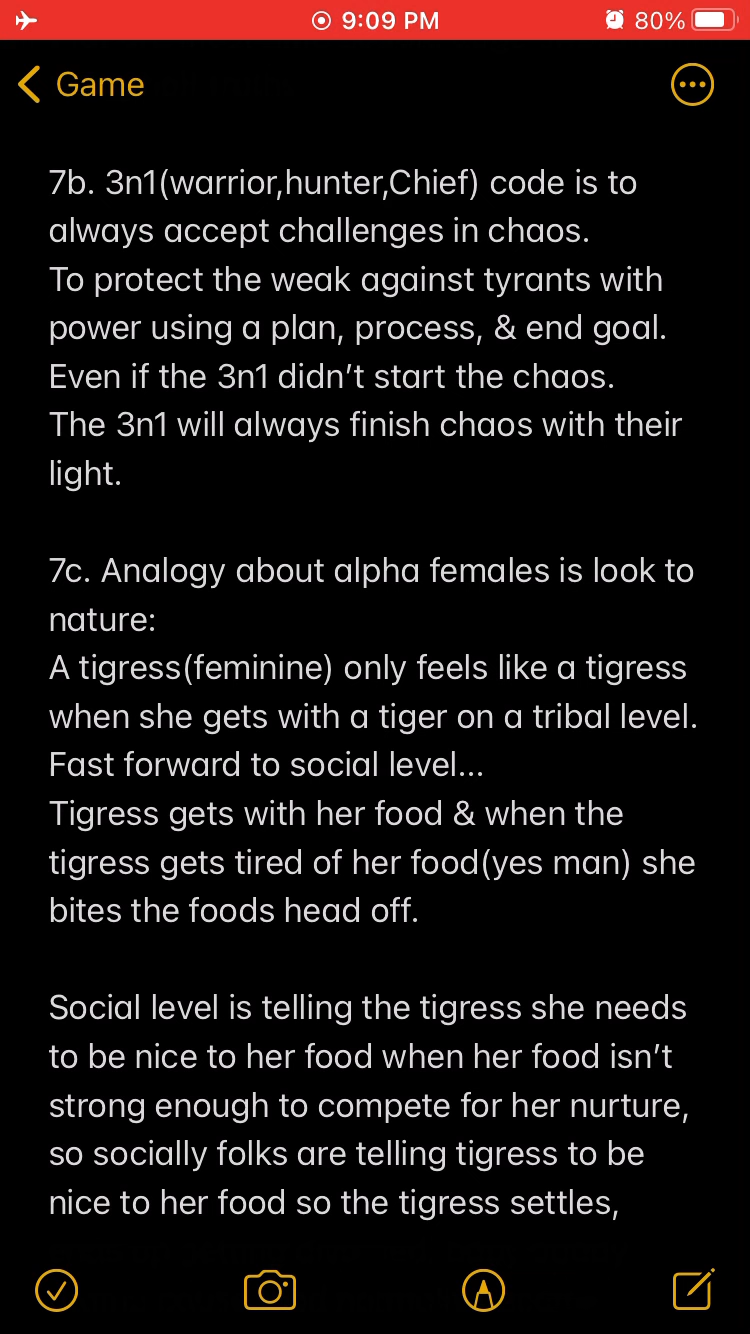 9:09 PM
80%
Game
7b. 3n1(warrior,hunter,Chief) code is to
always accept challenges in chaos.
To protect the weak against tyrants with
power using a plan, process, & end goal.
Even if the 3n1 didn’t start the chaos.
The 3n1 will always finish chaos with their
light.
7c. Analogy about alpha females is look to
nature:
A tigress(feminine) only feels like a tigress
when she gets with a tiger on a tribal level.
Fast forward to social level...
Tigress gets with her food & when the
tigress gets tired of her food(yes man) she
bites the foods head off.
Social level is telling the tigress she needs
to be nice to her food when her food isn’t
strong enough to compete for her nurture,
so socially folks are telling tigress to be
nice to her food so the tigress settles,